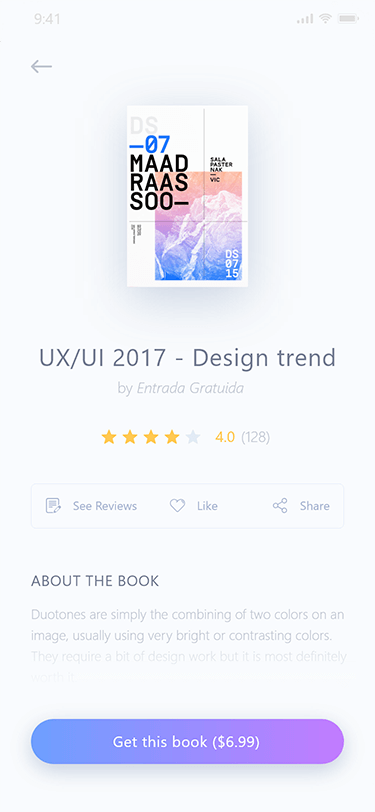 9:41
DS
—07
MAAD
RAAS
SOO—
SALA
PASTER
NAK
—
VIC
DS
07
15
UX/UI 2017 - Design trend
by Entrada Gratuida
4.0 (128)
See Reviews
Like
Share
ABOUT THE BOOK
Duotones are simply the combining of two colors on an
image, usually using very bright or contrasting colors.
They require a bit of design work but it is most definitely
worth it
Get this book ($6.99)